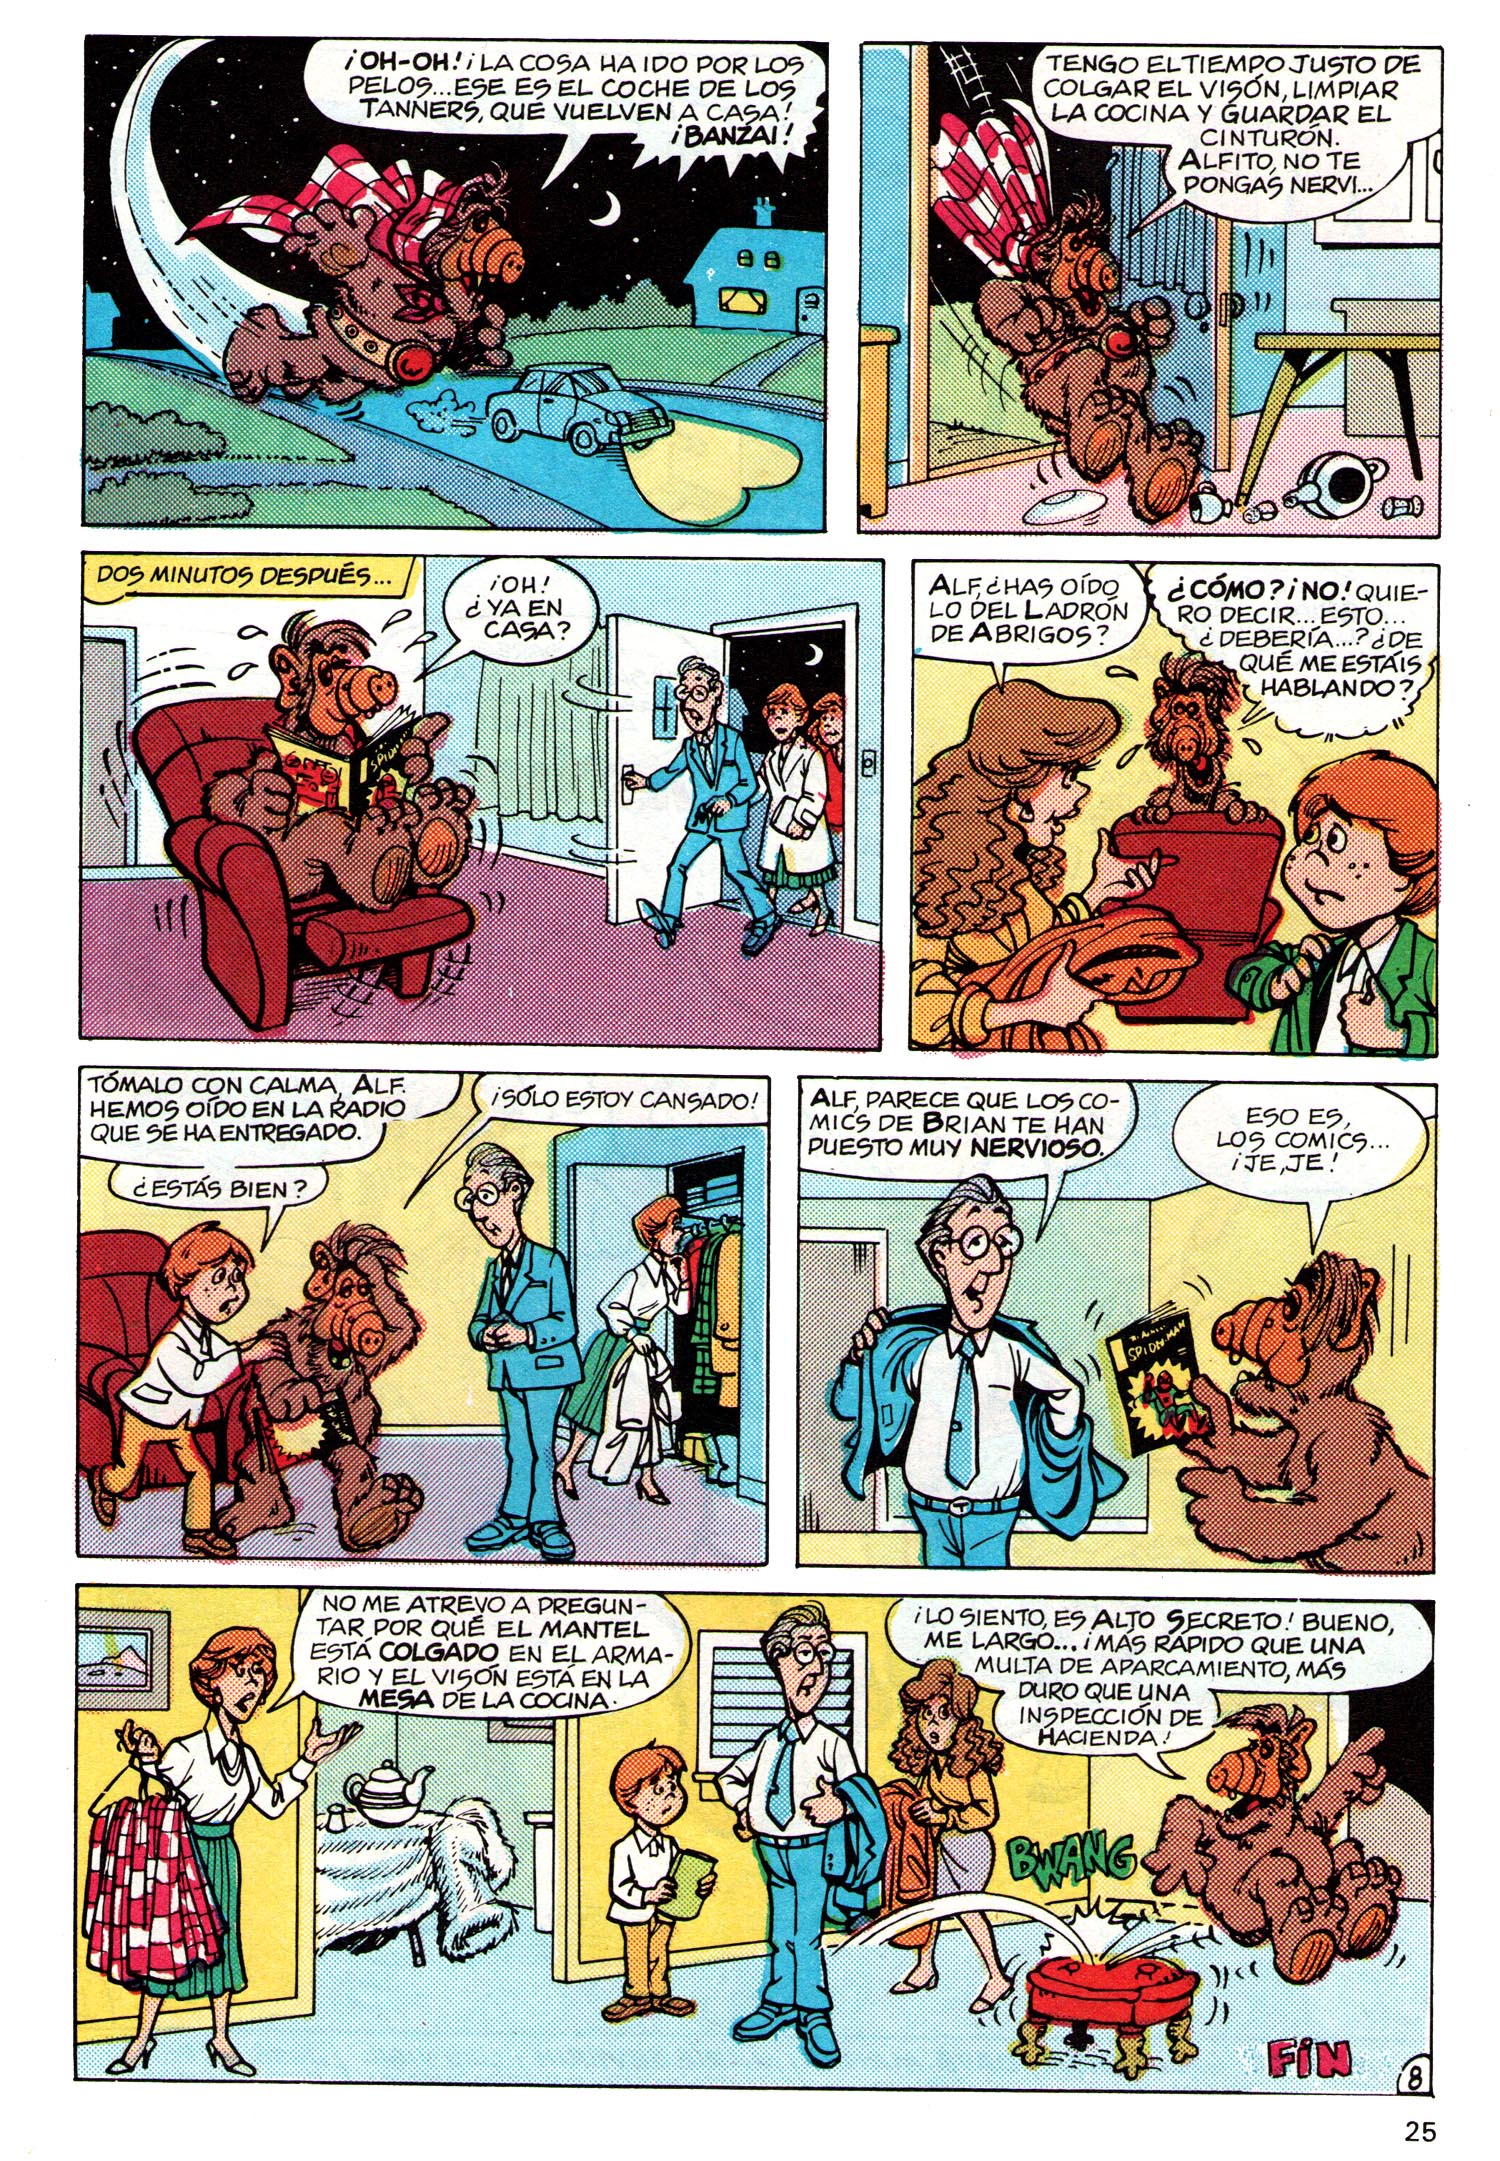 ¡OH-OH! ¡LA COSA HA IDO POR LOS
PELOS... ESE ES EL COCHE DE LOS
TANNERS, QUE VUELVEN A CASA!
¡BANZAI!
TENGO EL TIEMPO JUSTO DE
COLGAR EL VISÓN, LIMPIAR
LA COCINA Y GUARDAR EL
CINTURÓN.
ALFITO, NO TE
PONGAS NERVI...
DOS MINUTOS DESPUÉS...
¡OH!
¿YA EN
CASA?
ALF, ¿HAS OÍDO
LO DEL LADRON
DE ABRIGOS?
¿CÓMO? ¡NO! QUIE-
RO DECIR... ESTO...
¿DEBERÍA...? ¿DE
QUÉ ME ESTÁIS
HABLANDO?
TÓMALO CON CALMA, ALF.
HEMOS OÍDO EN LA RADIO
QUE SE HA ENTREGADO.
¿ESTÁS BIEN?
¡SÓLO ESTOY CANSADO!
ALF, PARECE QUE LOS CO-
MICS DE BRIAN TE HAN
PUESTO MUY NERVIOSO.
ESO ES,
LOS COMICS...
¡JE, JE!
SPIDY-MAN
NO ME ATREVO A PREGUN-
TAR POR QUÉ EL MANTEL
ESTÁ COLGADO EN EL ARMA-
RIO Y EL VISÓN ESTÁ EN LA
MESA DE LA COCINA.
¡LO SIENTO, ES ALTO SECRETO! BUENO,
ME LARGO... ¡MÁS RÁPIDO QUE UNA
MULTA DE APARCAMIENTO, MÁS
DURO QUE UNA
INSPECCIÓN DE
HACIENDA!
BWANG
FIN
8
25